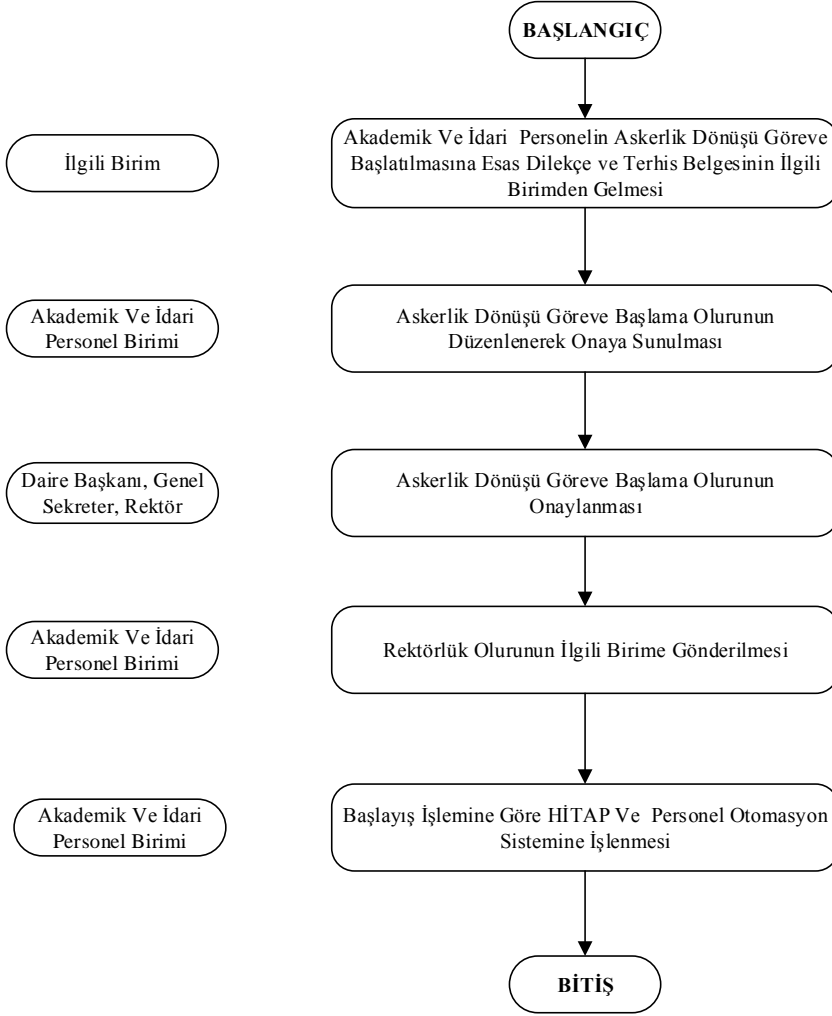 BAŞLANGIÇ
İlgili Birim
Akademik Ve İdari Personelin Askerlik Dönüşü Göreve
Başlatılmasına Esas Dilekçe ve Terhis Belgesinin İlgili
Birimden Gelmesi
Akademik Ve İdari
Personel Birimi
Askerlik Dönüşü Göreve Başlama Olurunun
Düzenlenerek Onaya Sunulması
Daire Başkanı, Genel
Sekreter, Rektör
Askerlik Dönüşü Göreve Başlama Olurunun
Onaylanması
Akademik Ve İdari
Personel Birimi
Rektörlük Olurunun İlgili Birime Gönderilmesi
Akademik Ve İdari
Personel Birimi
Başlayış İşlemine Göre HİTAP Ve Personel Otomasyon
Sistemine İşlenmesi
BİTİŞ